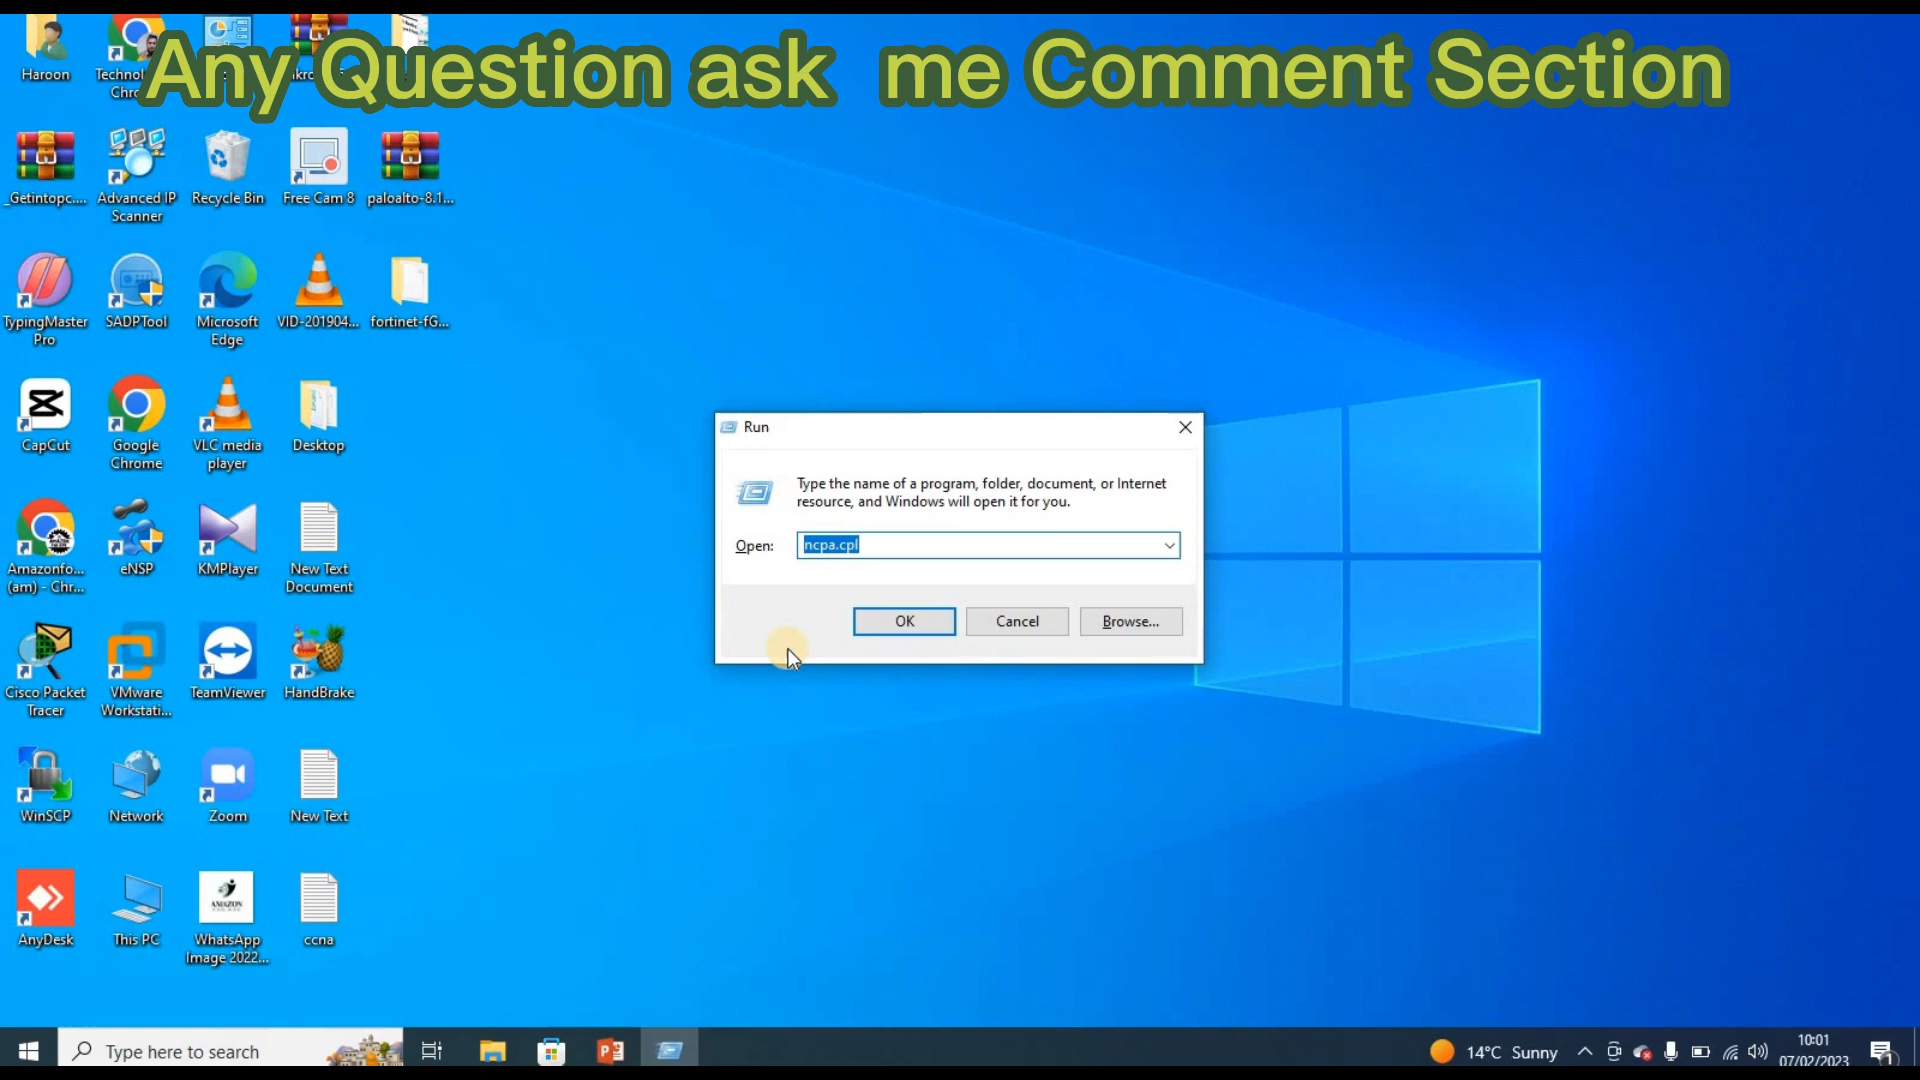 Any Question ask me Comment Section
Haroon
Technol...
Chro
_Getintopc....
Advanced IP
Scanner
Recycle Bin
Free Cam 8
paloalto-8.1...
TypingMaster
Pro
SADPTool
Microsoft
Edge
VID-201904...
fortinet-fG...
CapCut
Google
Chrome
VLC media
player
Desktop
Amazonfo...
(am) - Chr...
eNSP
KMPlayer
New Text
Document
Cisco Packet
Tracer
VMware
Workstati...
TeamViewer
HandBrake
WinSCP
Network
Zoom
New Text
AnyDesk
This PC
AMAZON
WhatsApp
Image 2022...
ccna
Run
Type the name of a program, folder, document, or Internet
resource, and Windows will open it for you.
Open:
ncpa.cpl
OK
Cancel
Browse...
Type here to search
14°C Sunny
10:01
07/02/2023
1